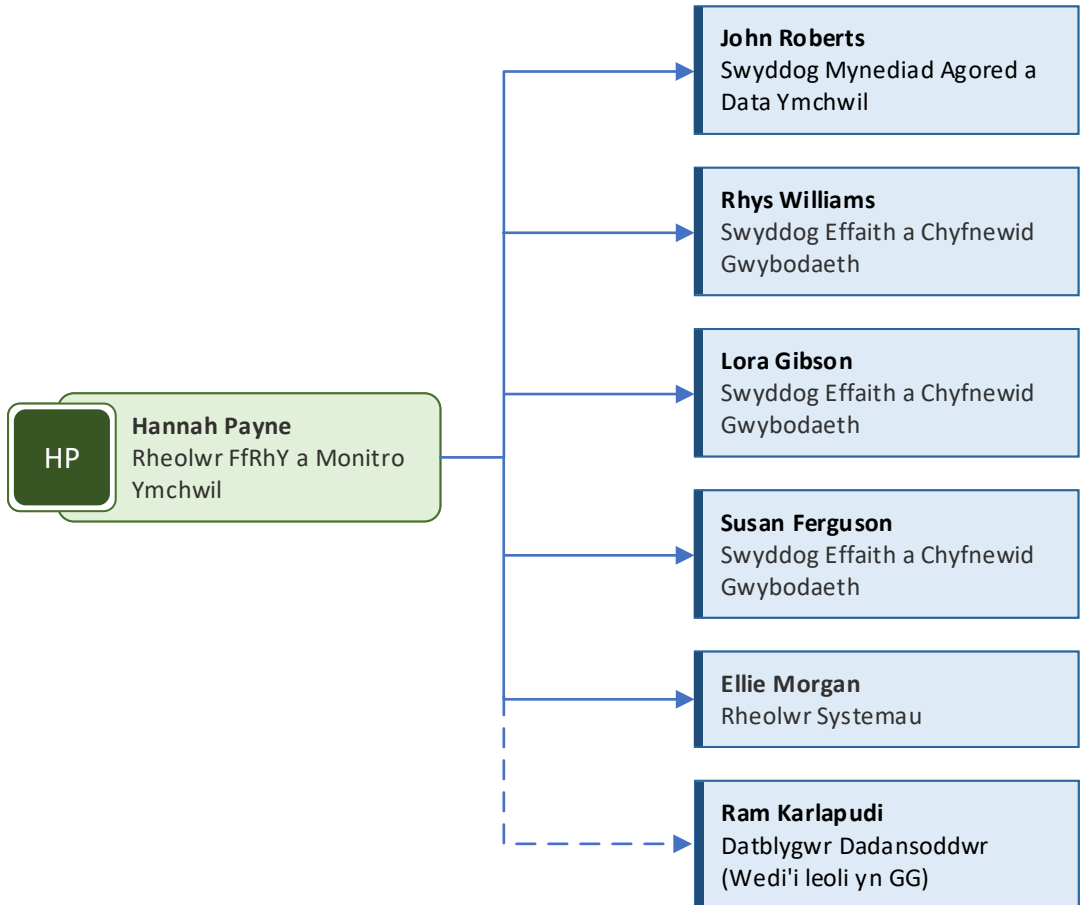 HP
Hannah Payne
Rheolwr FfRhY a Monitro
Ymchwil
John Roberts
Swyddog Mynediad Agored a
Data Ymchwil
Rhys Williams
Swyddog Effaith a Chyfnewid
Gwybodaeth
Lora Gibson
Swyddog Effaith a Chyfnewid
Gwybodaeth
Susan Ferguson
Swyddog Effaith a Chyfnewid
Gwybodaeth
Ellie Morgan
Rheolwr Systemau
Ram Karlapudi
Datblygwr Dadansoddwr
(Wedi'i leoli yn GG)